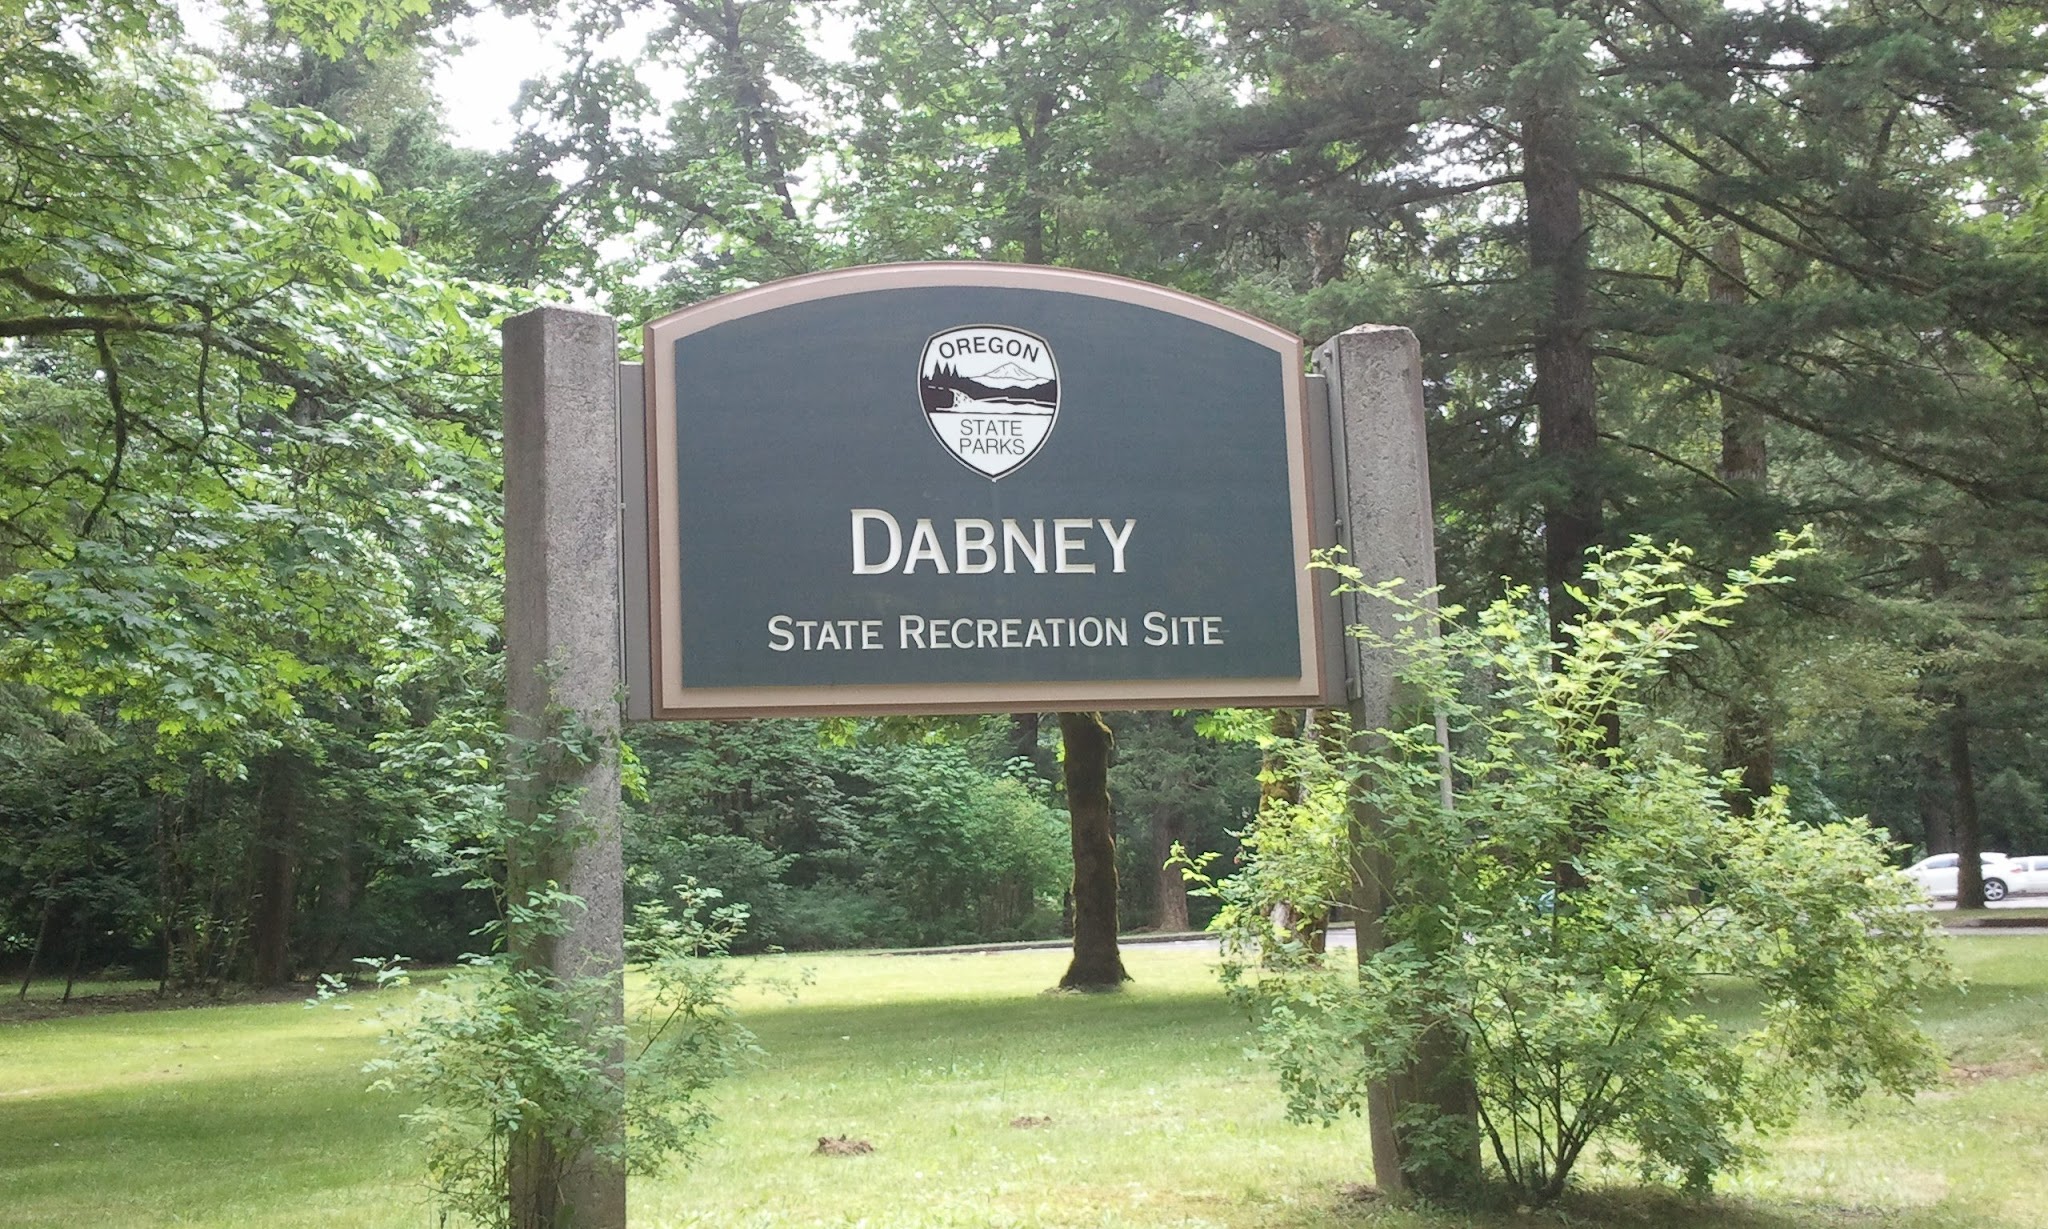 OREGON
STATE
PARKS
DABNEY
STATE RECREATION SITE